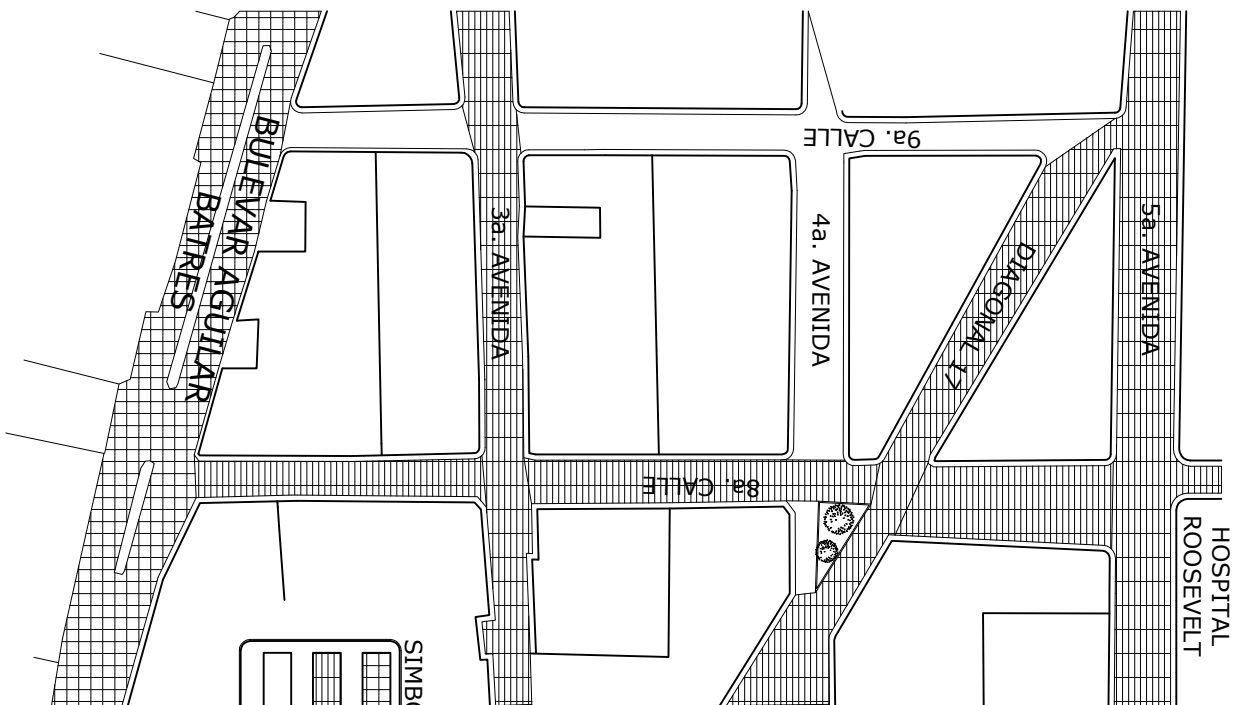 9a. CALLE
BULEVAR AGUILAR
BATRES
3a. AVENIDA
4a. AVENIDA
5a. AVENIDA
DIAGONAL 17
8a. CALLE
HOSPITAL
ROOSEVELT